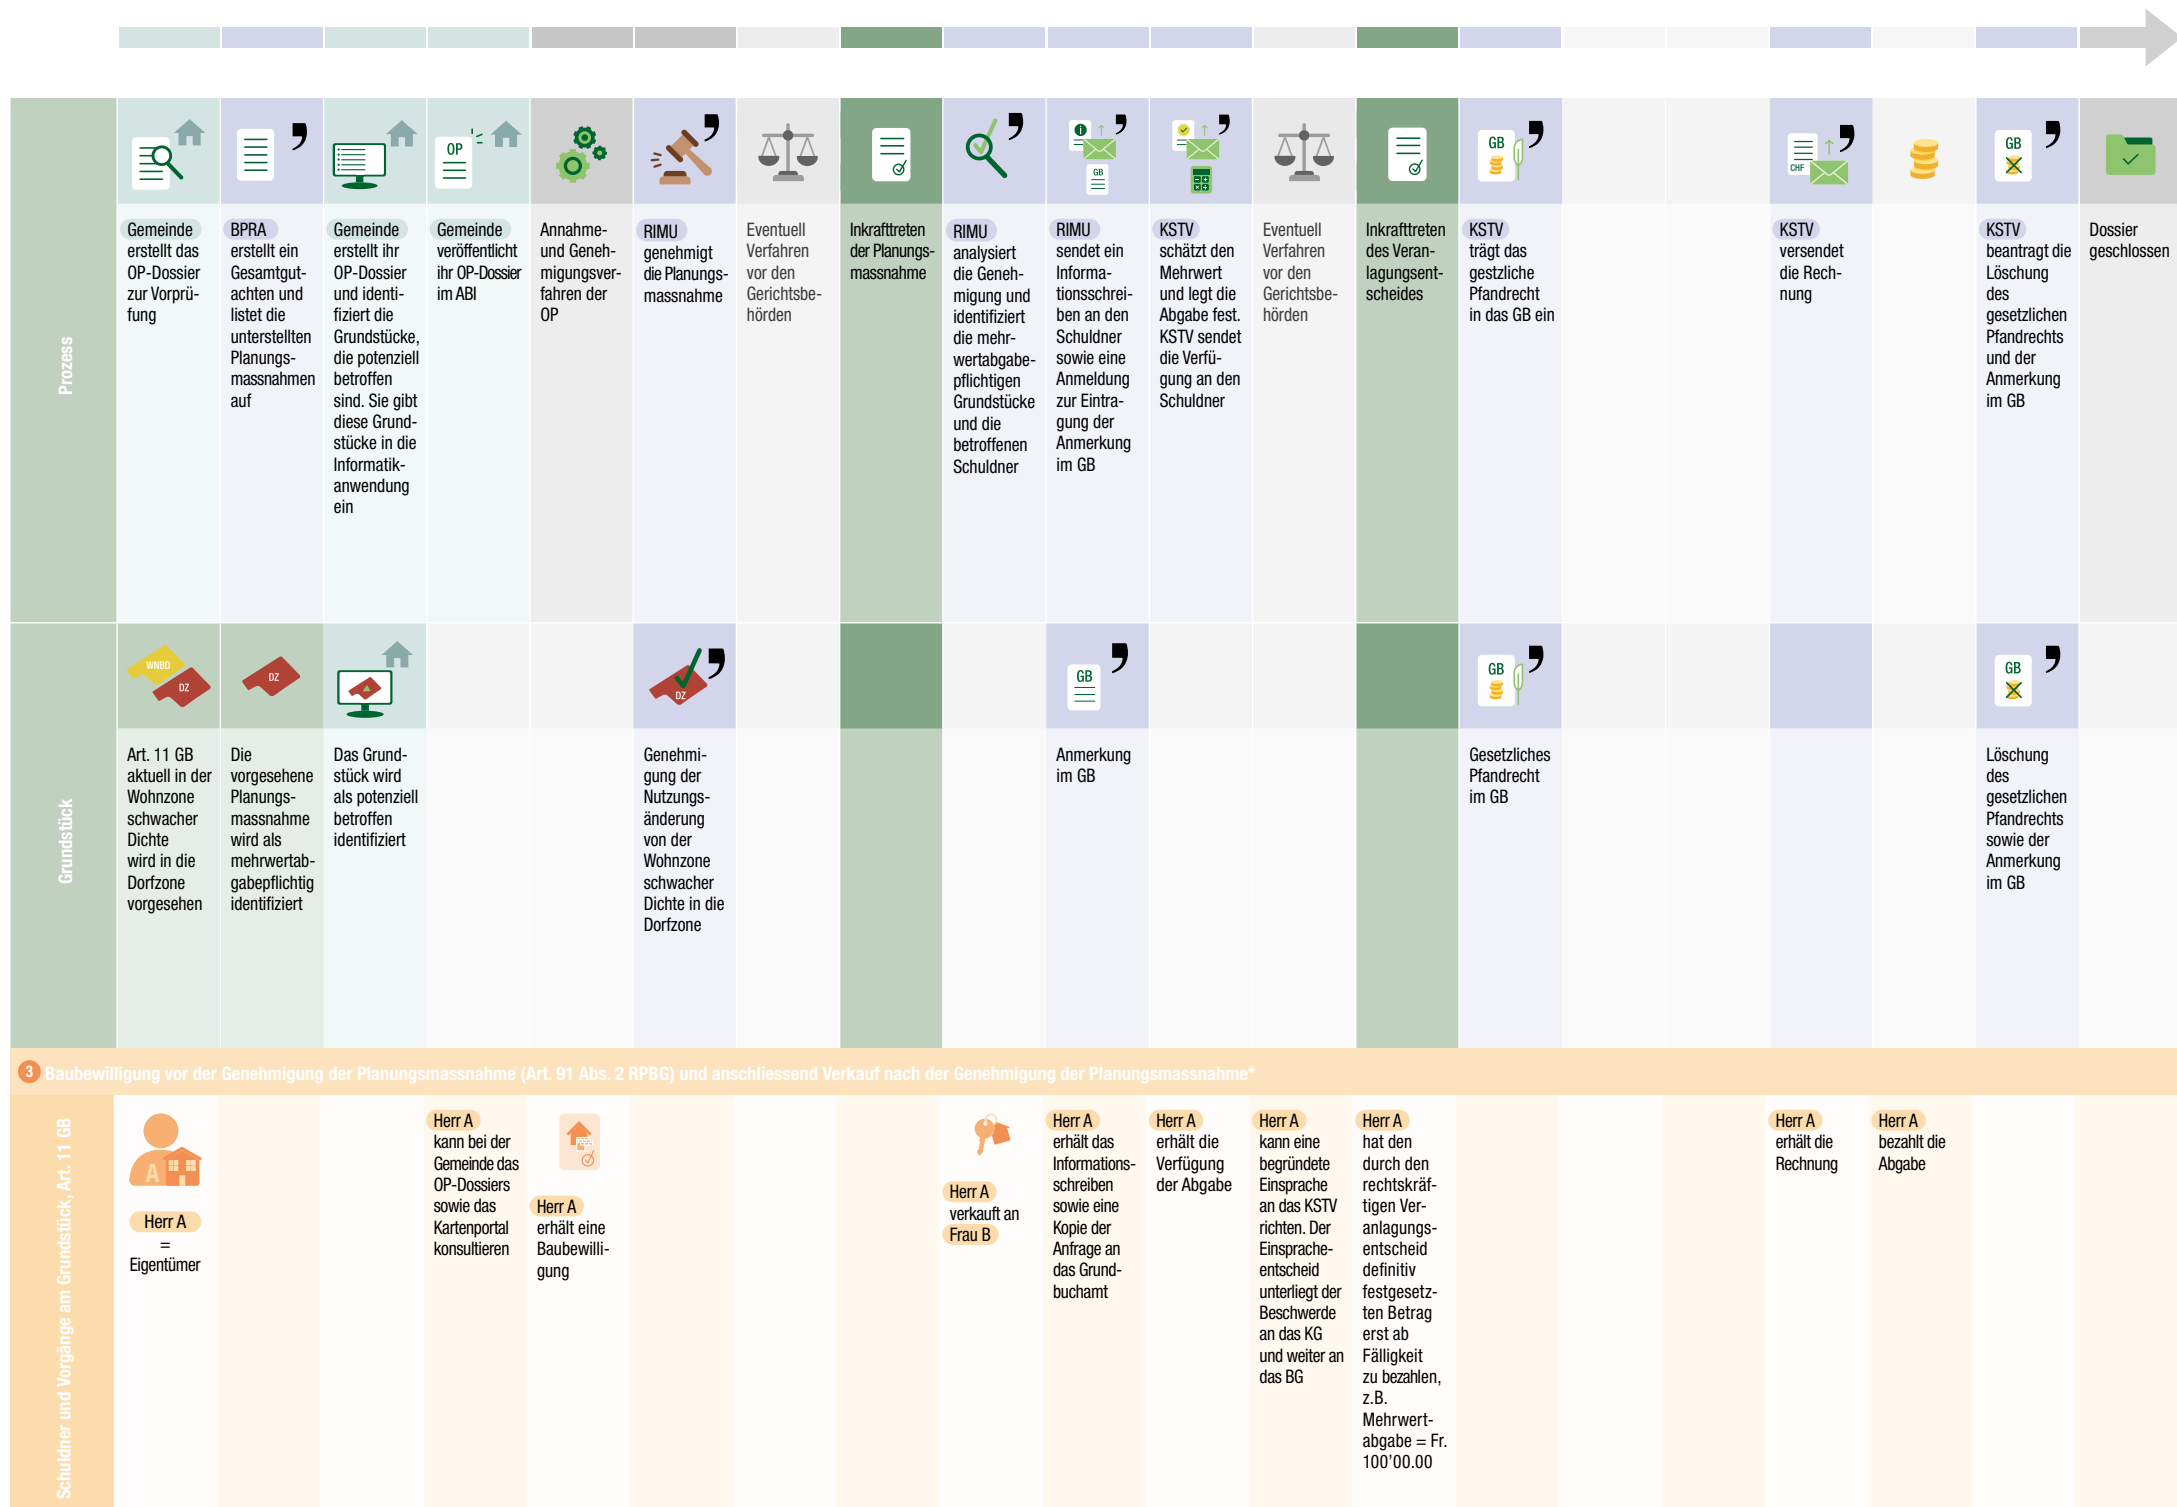 OP
GB
GB
CHF
GB
Prozess
Gemeinde
erstellt das
OP-Dossier
zur Vorprü-
fung
BPRA
erstellt ein
Gesamtgut-
achten und
listet die
unterstellten
Planungs-
massnahmen
auf
Gemeinde
erstellt ihr
OP-Dossier
und identi-
fiziert die
Grundstücke,
die potenziell
betroffen
sind. Sie gibt
diese Grund-
stücke in die
Informatik-
anwendung
ein
Gemeinde
veröffentlicht
ihr OP-Dossier
im ABl
Annahme-
und Geneh-
migungsver-
fahren der
OP
RIMU
genehmigt
die Planungs-
massnahme
Eventuell
Verfahren
vor den
Gerichtsbe-
hörden
Inkrafttreten
der Planungs-
massnahme
RIMU
analysiert
die Geneh-
migung und
identifiziert
die mehr-
wertabgabe-
pflichtigen
Grundstücke
und die
betroffenen
Schuldner
RIMU
sendet ein
Informa-
tionsschrei-
ben an den
Schuldner
sowie eine
Anmeldung
zur Eintra-
gung der
Anmerkung
im GB
KSTV
schätzt den
Mehrwert
und legt die
Abgabe fest.
KSTV sendet
die Verfü-
gung an den
Schuldner
Eventuell
Verfahren
vor den
Gerichtsbe-
hörden
Inkrafttreten
des Veran-
lagungsent-
scheides
KSTV
trägt das
gestzliche
Pfandrecht
in das GB ein
KSTV
versendet
die Rech-
nung
KSTV
beantragt die
Löschung
des
gesetzlichen
Pfandrechts
und der
Anmerkung
im GB
Dossier
geschlossen
Grundstück
WNBD
DZ
DZ
DZ
GB
GB
GB
Art. 11 GB
aktuell in der
Wohnzone
schwacher
Dichte
wird in die
Dorfzone
vorgesehen
Die
vorgesehene
Planungs-
massnahme
wird als
mehrwertab-
gabepflichtig
identifiziert
Das Grund-
stück wird
als potenziell
betroffen
identifiziert
Genehmi-
gung der
Nutzungs-
änderung
von der
Wohnzone
schwacher
Dichte in die
Dorfzone
Anmerkung
im GB
Gesetzliches
Pfandrecht
im GB
Löschung
des
gesetzlichen
Pfandrechts
sowie der
Anmerkung
im GB
3 Baubewilligung vor der Genehmigung der Planungsmassnahme (Art. 91 Abs. 2 RPBG) und anschliessend Verkauf nach der Genehmigung der Planungsmassnahme*
Schuldner und Vorgänge am Grundstück, Art. 11 GB
A
Herr A
=
Eigentümer
Herr A
kann bei der
Gemeinde das
OP-Dossiers
sowie das
Kartenportal
konsultieren
Herr A
erhält eine
Baubewilli-
gung
Herr A
verkauft an
Frau B
Herr A
erhält das
Informations-
schreiben
sowie eine
Kopie der
Anfrage an
das Grund-
buchamt
Herr A
erhält die
Verfügung
der Abgabe
Herr A
kann eine
begründete
Einsprache
an das KSTV
richten. Der
Einsprache-
entscheid
unterliegt der
Beschwerde
an das KG
und weiter an
das BG
Herr A
hat den
durch den
rechtskräf-
tigen Ver-
anlagungs-
entscheid
definitiv
festgesetz-
ten Betrag
erst ab
Fälligkeit
zu bezahlen,
z.B.
Mehrwert-
abgabe = Fr.
100'00.00
Herr A
erhält die
Rechnung
Herr A
bezahlt die
Abgabe